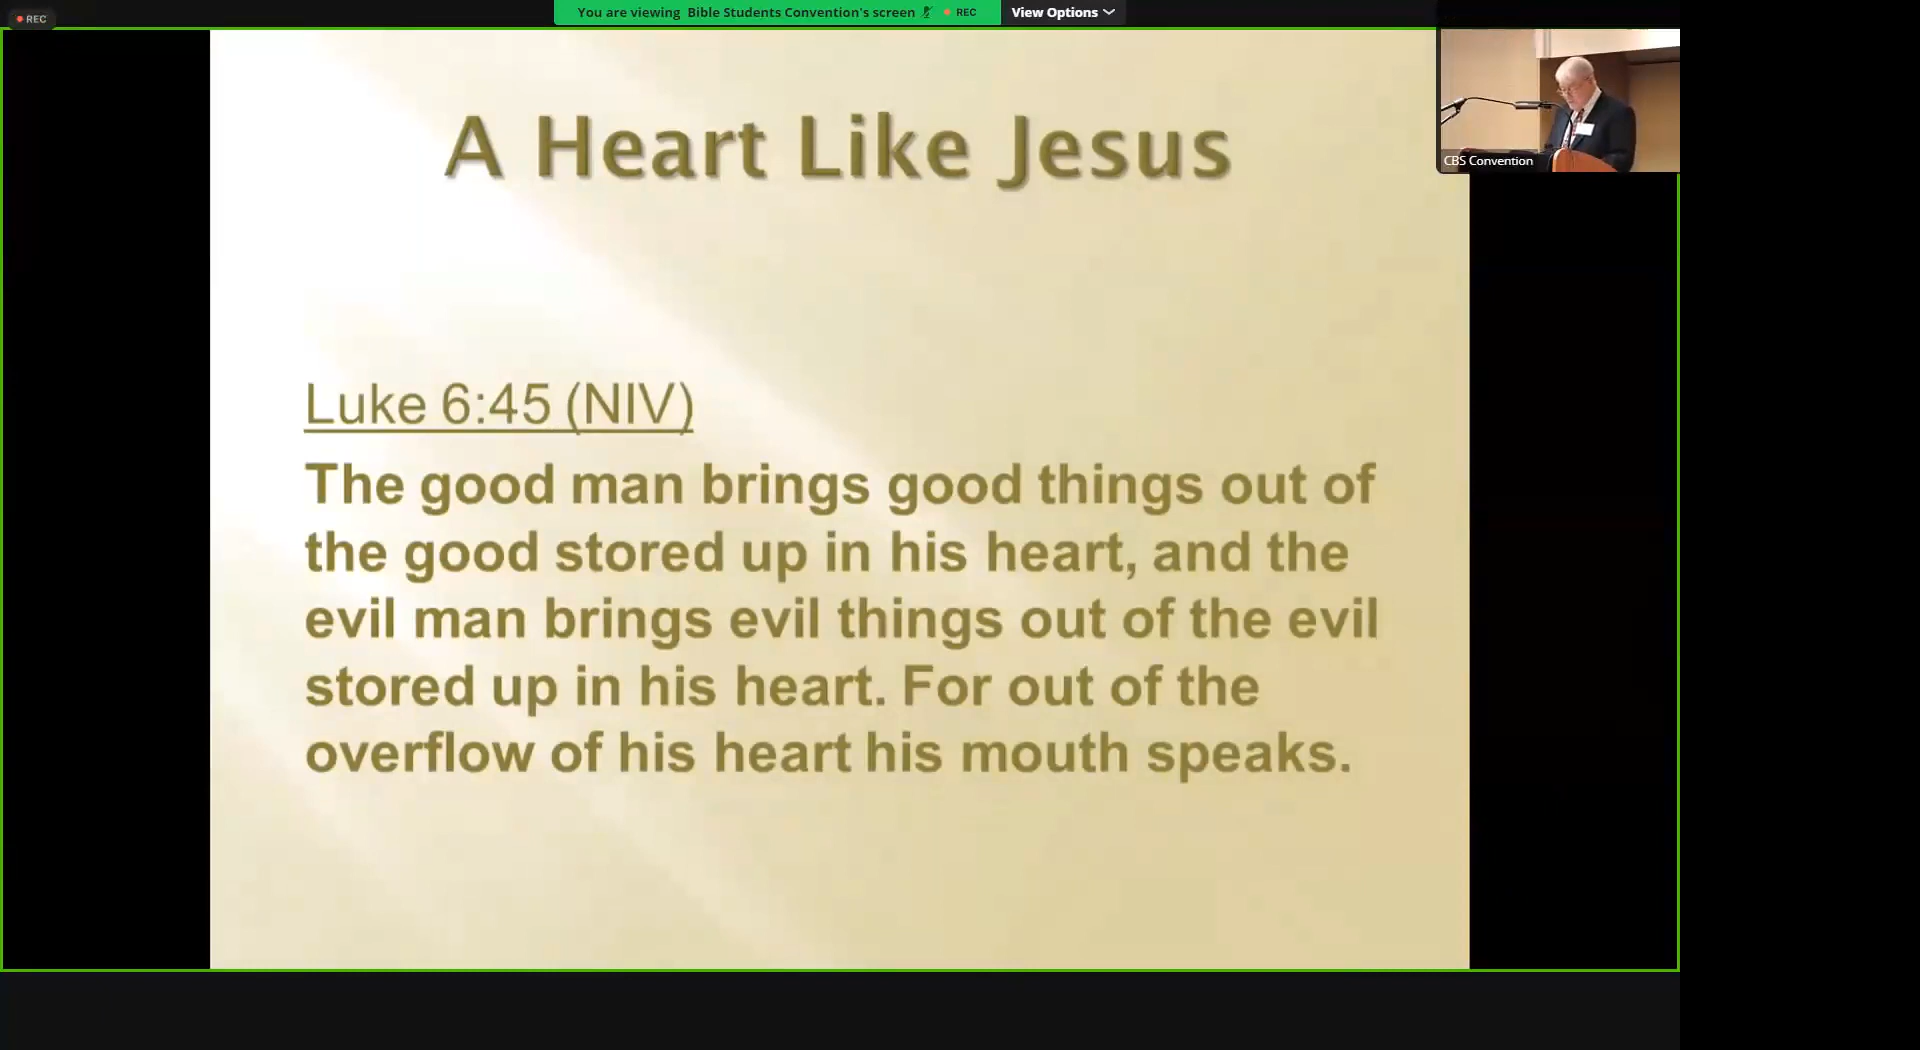 REC
You are viewing Bible Students Convention's screen
REC
View Options
CBS Convention
A Heart Like Jesus
Luke 6:45 (NIV)
The good man brings good things out of
the good stored up in his heart, and the
evil man brings evil things out of the evil
stored up in his heart. For out of the
overflow of his heart his mouth speaks.